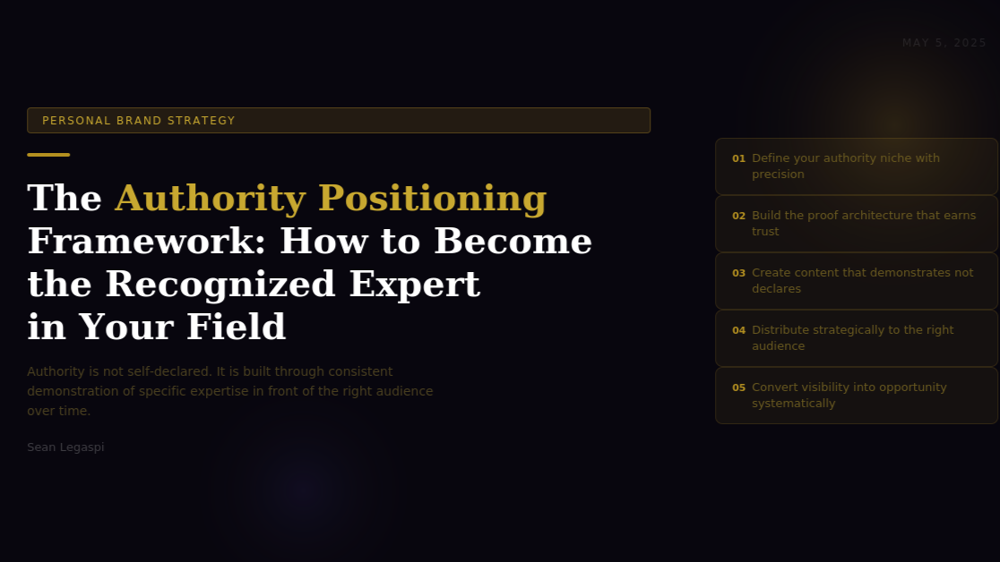 MAY 5, 2025
PERSONAL BRAND STRATEGY
The Authority Positioning
Framework: How to Become
the Recognized Expert
in Your Field
Authority is not self-declared. It is built through consistent
demonstration of specific expertise in front of the right audience
over time.
Sean Legaspi
01 Define your authority niche with
precision
02 Build the proof architecture that earns
trust
03 Create content that demonstrates not
declares
04 Distribute strategically to the right
audience
05 Convert visibility into opportunity
systematically